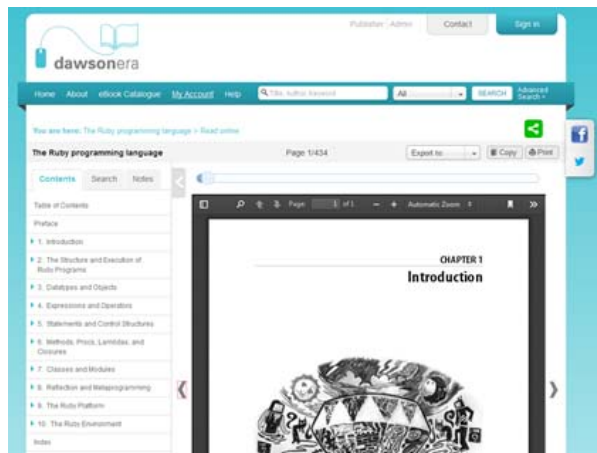 Publisher Admin Contact Sign in
dawsonera
Home About eBook Catalogue My Account Help Title, Author, Keyword All SEARCH Advanced Search
You are here: The Ruby programming language > Read online
The Ruby programming language Page 1/434 Export to Copy Print
Contents Search Notes
Page 1 of 1 Automatic Zoom
Table of Contents
Preface
1. Introduction
2. The Structure and Execution of
Ruby Programs
3. Datatypes and Objects
4. Expressions and Operators
5. Statements and Control Structures
6. Methods, Procs, Lambdas, and
Closures
7. Classes and Modules
8. Reflection and Metaprogramming
9. The Ruby Platform
10. The Ruby Environment
Index
CHAPTER 1
Introduction